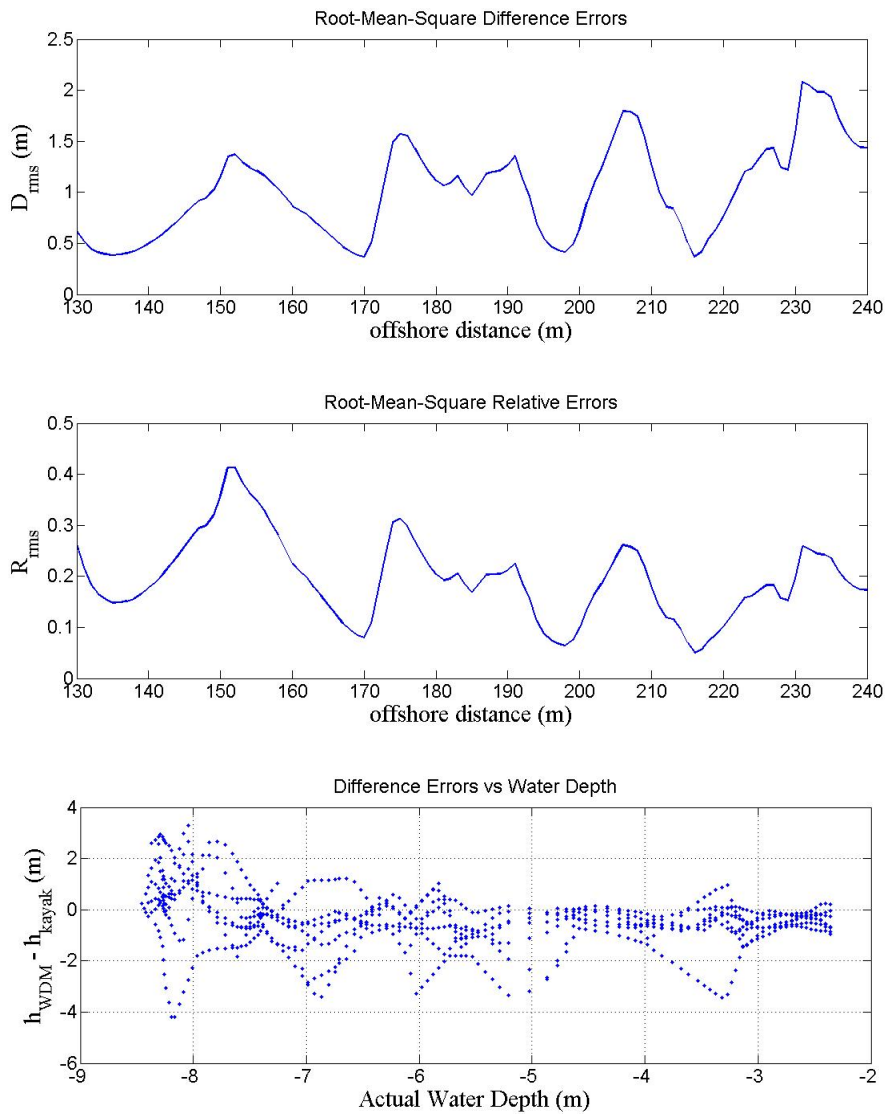 Root-Mean-Square Difference Errors
2.5
2
1.5
1
0.5
0
D_rms (m)
130 140 150 160 170 180 190 200 210 220 230 240
offshore distance (m)
Root-Mean-Square Relative Errors
0.5
0.4
0.3
0.2
0.1
0
R_rms
130 140 150 160 170 180 190 200 210 220 230 240
offshore distance (m)
Difference Errors vs Water Depth
4
2
0
-2
-4
-6
h_WDM - h_kayak (m)
-9 -8 -7 -6 -5 -4 -3 -2
Actual Water Depth (m)